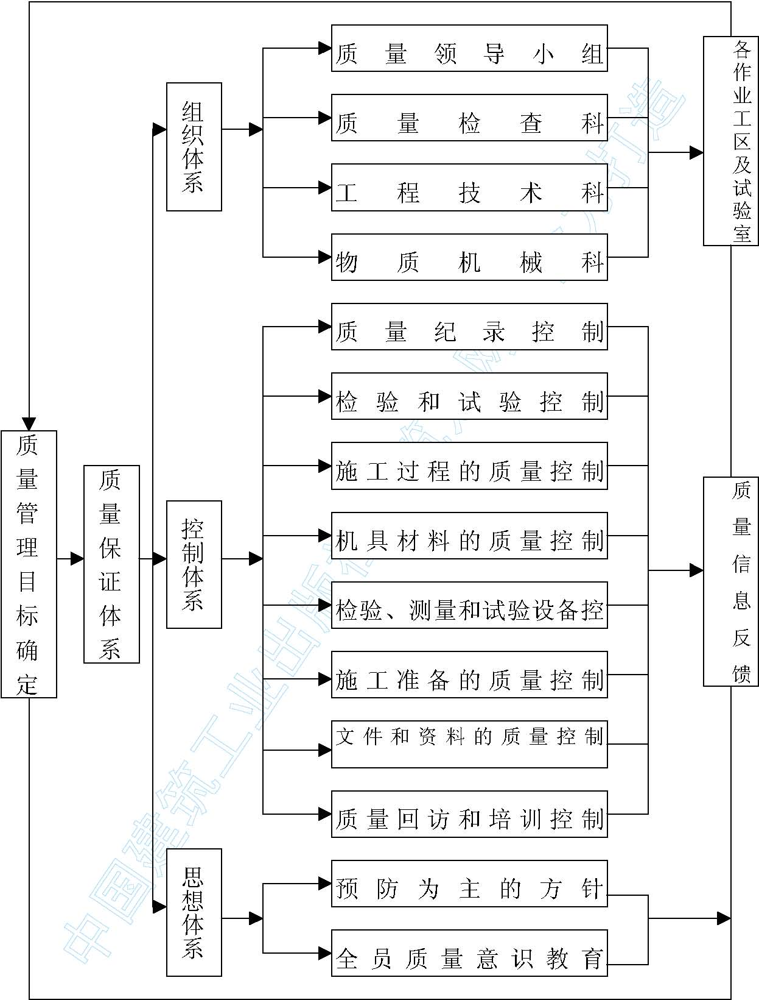 质量管理目标确定
质量保证体系
组织体系
质量领导小组
质量检查科
工程技术科
物质机械科
控制体系
质量纪录控制
检验和试验控制
施工过程的质量控制
机具材料的质量控制
检验、测量和试验设备控
施工准备的质量控制
文件和资料的质量控制
质量回访和培训控制
思想体系
预防为主的方针
全员质量意识教育
各作业工区及试验室
质量信息反馈